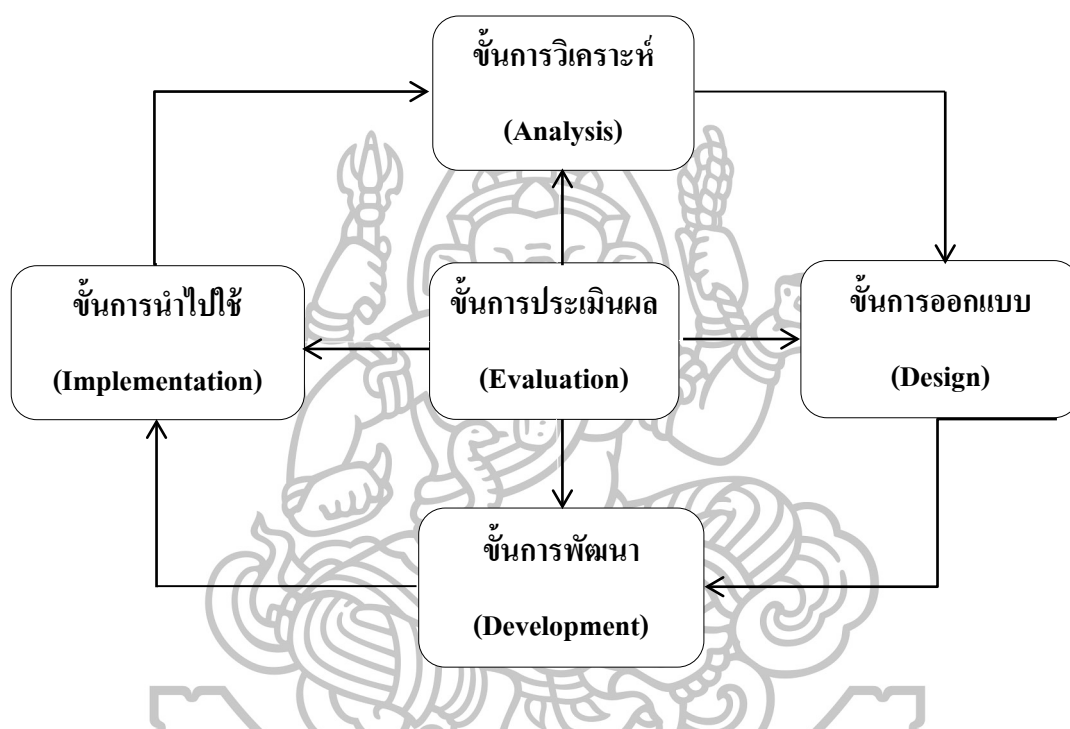 ขั้นการวิเคราะห์
(Analysis)
ขั้นการนำไปใช้
(Implementation)
ขั้นการประเมินผล
(Evaluation)
ขั้นการออกแบบ
(Design)
ขั้นการพัฒนา
(Development)